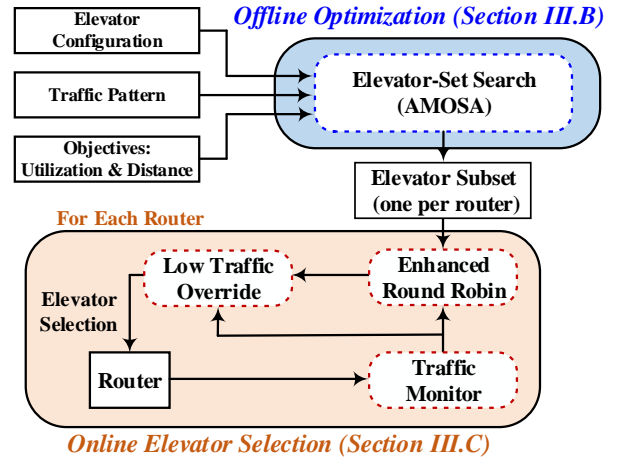 Offline Optimization (Section III.B)
Elevator
Configuration
Traffic Pattern
Objectives:
Utilization & Distance
Elevator-Set Search
(AMOSA)
Elevator Subset
(one per router)
For Each Router
Low Traffic
Override
Enhanced
Round Robin
Elevator
Selection
Router
Traffic
Monitor
Online Elevator Selection (Section III.C)